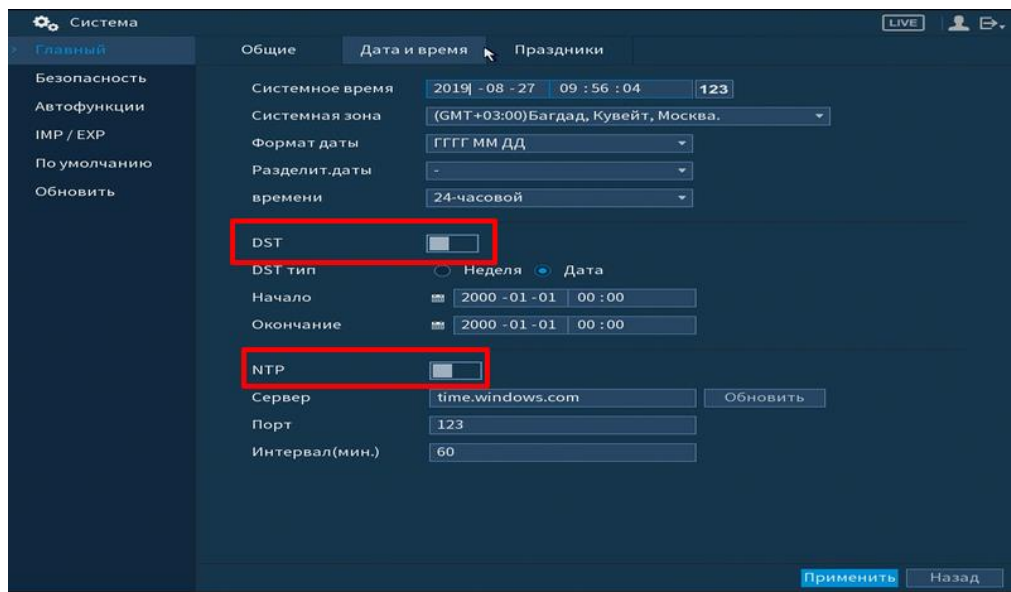 Система LIVE
Главный Общие Дата и время Праздники
Безопасность
Автофункции
IMP / EXP
По умолчанию
Обновить
Системное время 2019 - 08 - 27 09 : 56 : 04 123
Системная зона (GMT+03:00)Багдад, Кувейт, Москва.
Формат даты ГГГГ ММ ДД
Разделит.даты -
времени 24-часовой
DST
DST тип Неделя Дата
Начало 2000 - 01 - 01 00 : 00
Окончание 2000 - 01 - 01 00 : 00
NTP
Сервер time.windows.com Обновить
Порт 123
Интервал(мин.) 60
Применить Назад